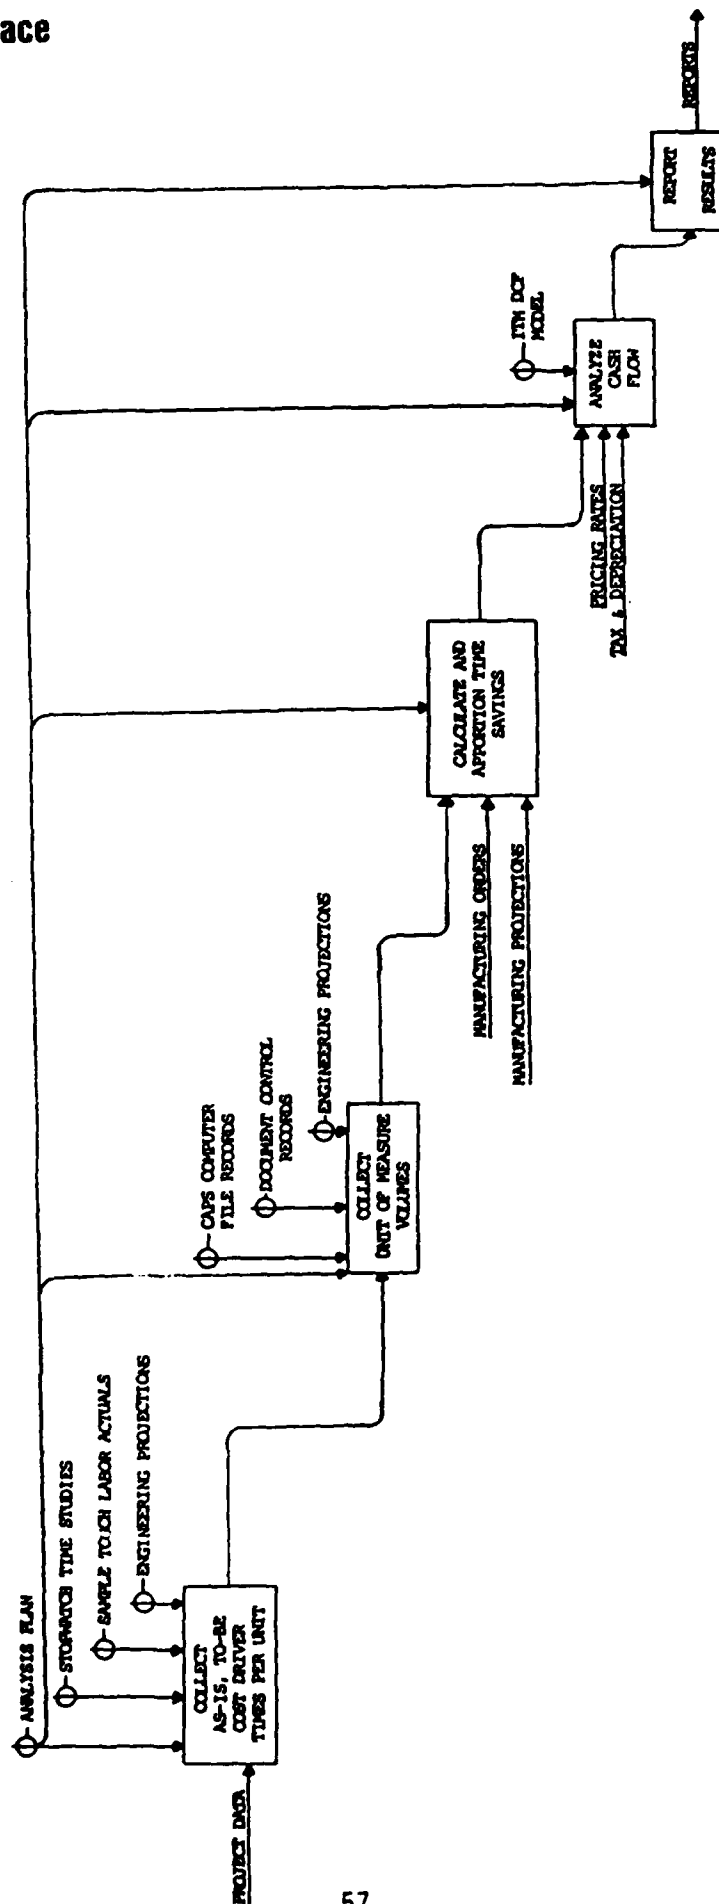 ace
ANALYSIS PLAN
STOPWATCH TIME STUDIES
SAMPLE TOUCH LABOR ACTUALS
ENGINEERING PROJECTIONS
PROJECT DATA
COLLECT
AS-IS, TO-BE
COST DRIVER
TIMES PER UNIT
CAPS COMPUTER
FILE RECORDS
DOCUMENT CONTROL
RECORDS
ENGINEERING PROJECTIONS
COLLECT
UNIT OF MEASURE
VOLUMES
MANUFACTURING ORDERS
MANUFACTURING PROJECTIONS
CALCULATE AND
APPORTION TIME
SAVINGS
PRICING RATES
TAX & DEPRECIATION
ITM DCF
MODEL
ANALYZE
CASH
FLOW
REPORT
RESULTS
REPORTS
57